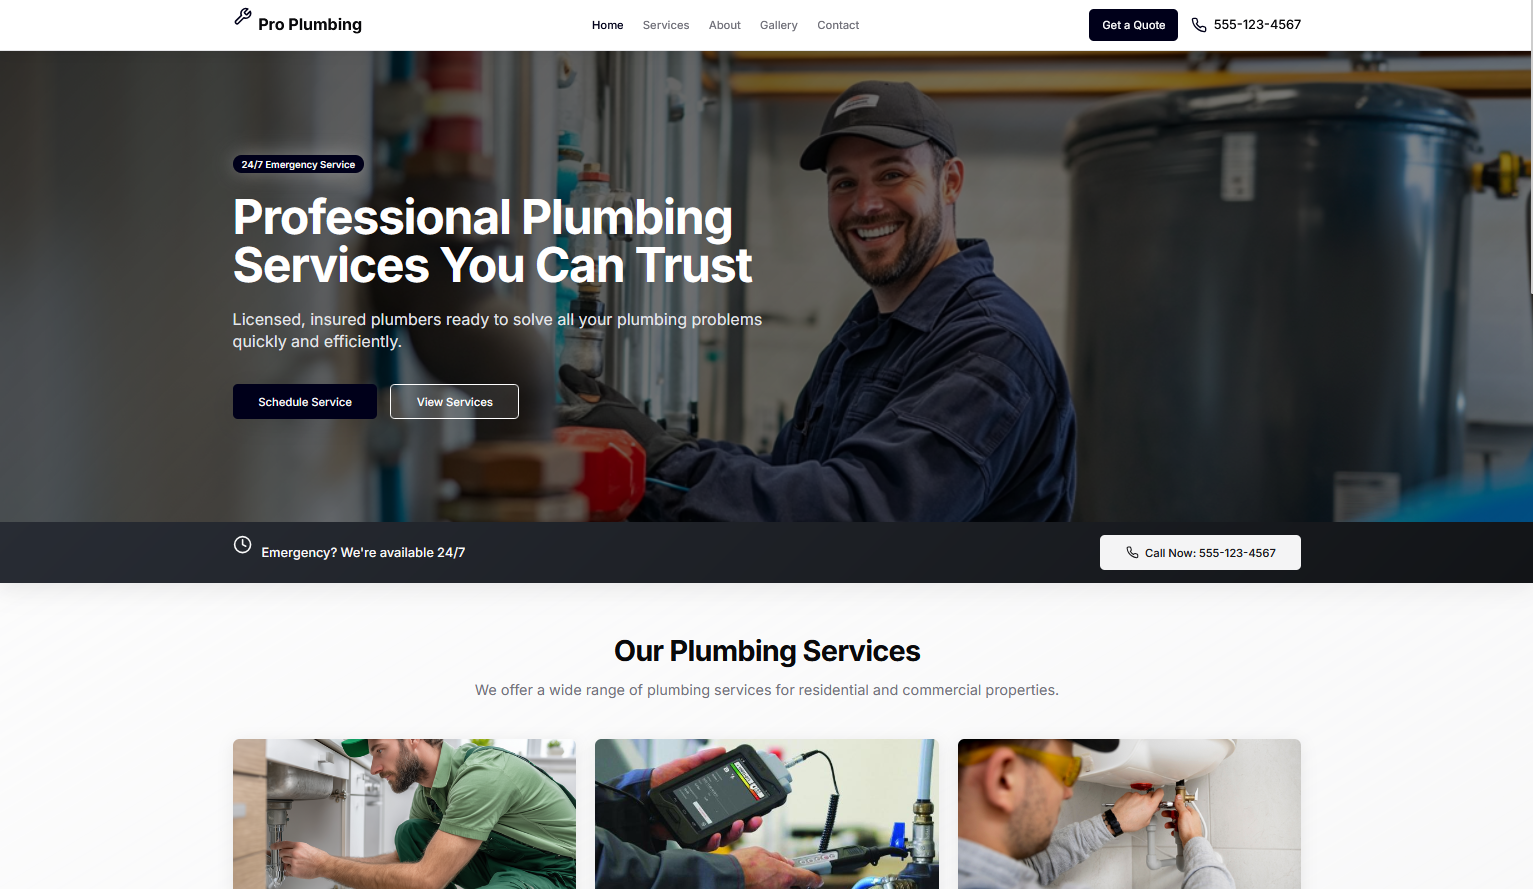 Pro Plumbing
Home Services About Gallery Contact
Get a Quote
555-123-4567
24/7 Emergency Service
Professional Plumbing
Services You Can Trust
Licensed, insured plumbers ready to solve all your plumbing problems
quickly and efficiently.
Schedule Service
View Services
Emergency? We're available 24/7
Call Now: 555-123-4567
Our Plumbing Services
We offer a wide range of plumbing services for residential and commercial properties.